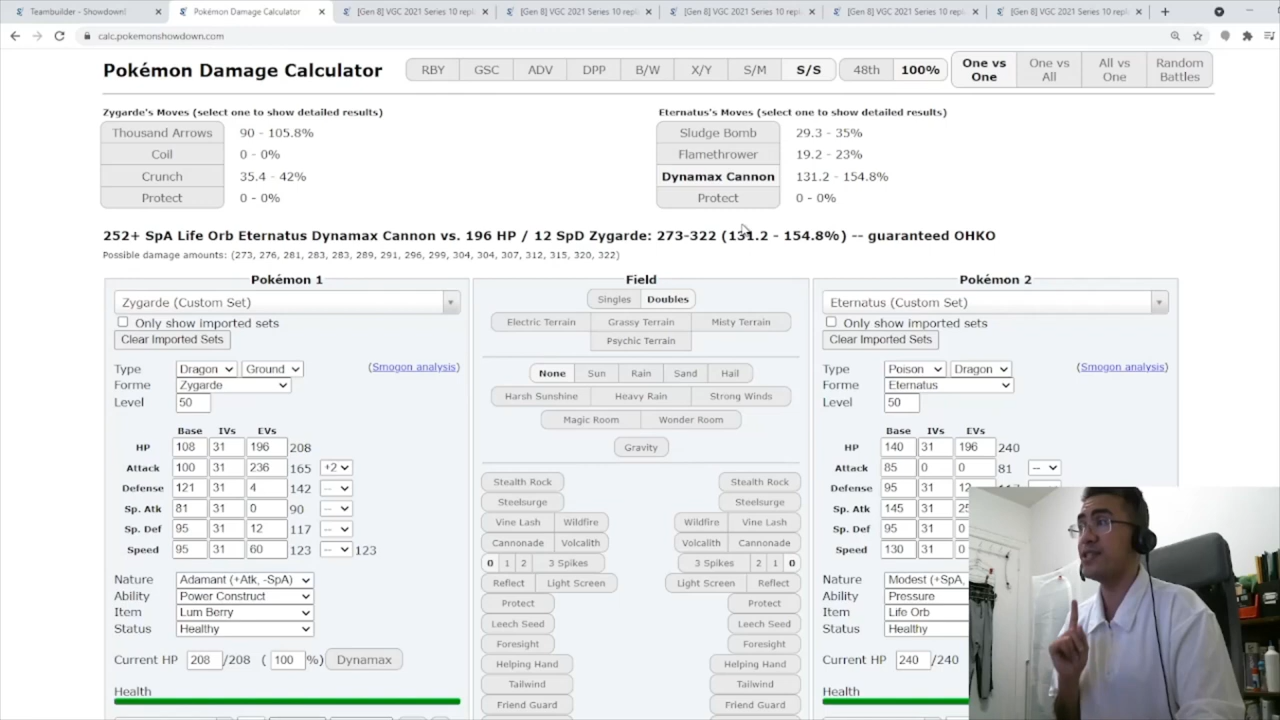 Teambuilder - Showdown! Pokémon Damage Calculator [Gen 8] VGC 2021 Series 10 repl [Gen 8] VGC 2021 Series 10 repl [Gen 8] VGC 2021 Series 10 repl [Gen 8] VGC 2021 Series 10 repl [Gen 8] VGC 2021 Series 10 repl
calc.pokemonshowdown.com
Pokémon Damage Calculator RBY GSC ADV DPP B/W X/Y S/M S/S 48th 100% One vs One One vs All All vs One Random Battles
Zygarde's Moves (select one to show detailed results) Eternatus's Moves (select one to show detailed results)
Thousand Arrows 90 - 105.8% Sludge Bomb 29.3 - 35%
Coil 0 - 0% Flamethrower 19.2 - 23%
Crunch 35.4 - 42% Dynamax Cannon 131.2 - 154.8%
Protect 0 - 0% Protect 0 - 0%
252+ SpA Life Orb Eternatus Dynamax Cannon vs. 196 HP / 12 SpD Zygarde: 273-322 (131.2 - 154.8%) -- guaranteed OHKO
Possible damage amounts: (273, 276, 281, 283, 283, 289, 291, 296, 299, 304, 304, 307, 312, 315, 320, 322)
Pokémon 1 Field Pokémon 2
Zygarde (Custom Set) Singles Doubles Eternatus (Custom Set)
Only show imported sets Electric Terrain Grassy Terrain Misty Terrain Only show imported sets
Clear Imported Sets Psychic Terrain Clear Imported Sets
Type Dragon Ground (Smogon analysis) None Sun Rain Sand Hail Type Poison Dragon (Smogon analysis)
Forme Zygarde Harsh Sunshine Heavy Rain Strong Winds Forme Eternatus
Level 50 Magic Room Wonder Room Level 50
Base IVs EVs Base IVs EVs
HP 108 31 196 208 Gravity HP 140 31 196 240
Attack 100 31 236 165 +2 Attack 85 0 0 81 --
Defense 121 31 4 142 -- Stealth Rock Stealth Rock Defense 95 31 12
Sp. Atk 81 31 0 90 -- Steelsurge Steelsurge Sp. Atk 145 31 25
Sp. Def 95 31 12 117 -- Vine Lash Wildfire Wildfire Vine Lash Sp. Def 95 31 0
Speed 95 31 60 123 -- 123 Cannonade Volcalith Volcalith Cannonade Speed 130 31 0
0 1 2 3 Spikes 3 Spikes 2 1 0
Nature Adamant (+Atk, -SpA) Reflect Light Screen Light Screen Reflect Nature Modest (+SpA,
Ability Power Construct Protect Protect Ability Pressure
Item Lum Berry Leech Seed Leech Seed Item Life Orb
Status Healthy Foresight Foresight Status Healthy
Current HP 208 /208 ( 100 %) Dynamax Helping Hand Helping Hand Current HP 240 /240
Health Tailwind Tailwind Health
Friend Guard Friend Guard